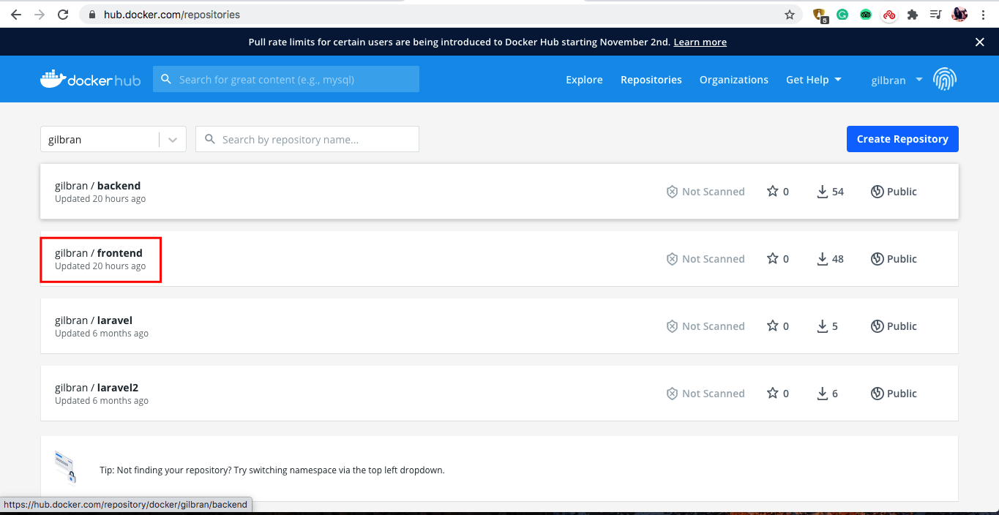 hub.docker.com/repositories
5
Pull rate limits for certain users are being introduced to Docker Hub starting November 2nd. Learn more
docker hub
Search for great content (e.g., mysql)
Explore
Repositories
Organizations
Get Help
gilbran
gilbran
Search by repository name...
Create Repository
gilbran / backend
Updated 20 hours ago
Not Scanned
0
54
Public
gilbran / frontend
Updated 20 hours ago
Not Scanned
0
48
Public
gilbran / laravel
Updated 6 months ago
Not Scanned
0
5
Public
gilbran / laravel2
Updated 6 months ago
Not Scanned
0
6
Public
Tip: Not finding your repository? Try switching namespace via the top left dropdown.
https://hub.docker.com/repository/docker/gilbran/backend